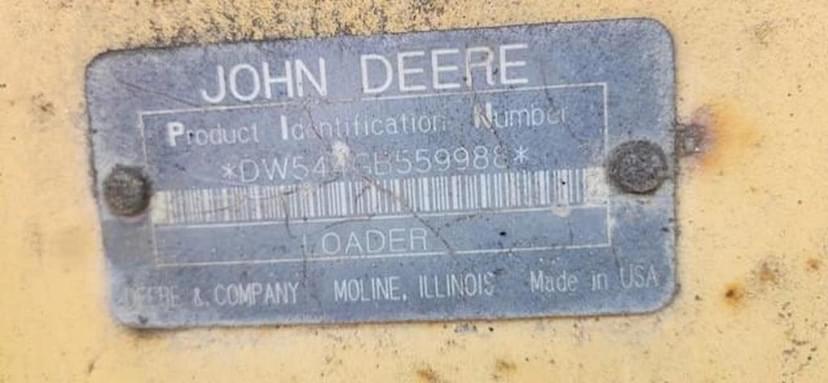 JOHN DEERE
Product Identification Number
LOADER
DEERE & COMPANY MOLINE, ILLINOIS Made in USA